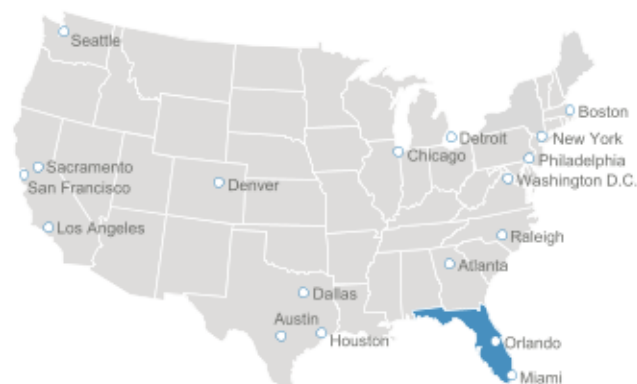 Seattle
Boston
Detroit
New York
Chicago
Philadelphia
Sacramento
Washington D.C.
Denver
San Francisco
Los Angeles
Raleigh
Atlanta
Dallas
Austin
Houston
Orlando
Miami